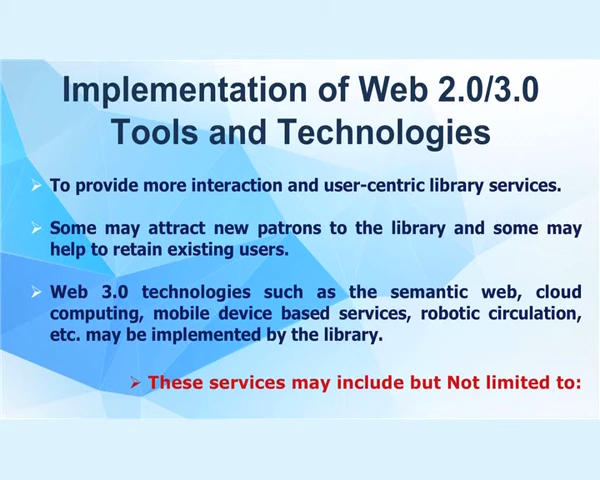 Implementation of Web 2.0/3.0
Tools and Technologies
To provide more interaction and user-centric library services.
Some may attract new patrons to the library and some may
help to retain existing users.
Web 3.0 technologies such as the semantic web, cloud
computing, mobile device based services, robotic circulation,
etc. may be implemented by the library.
These services may include but Not limited to: